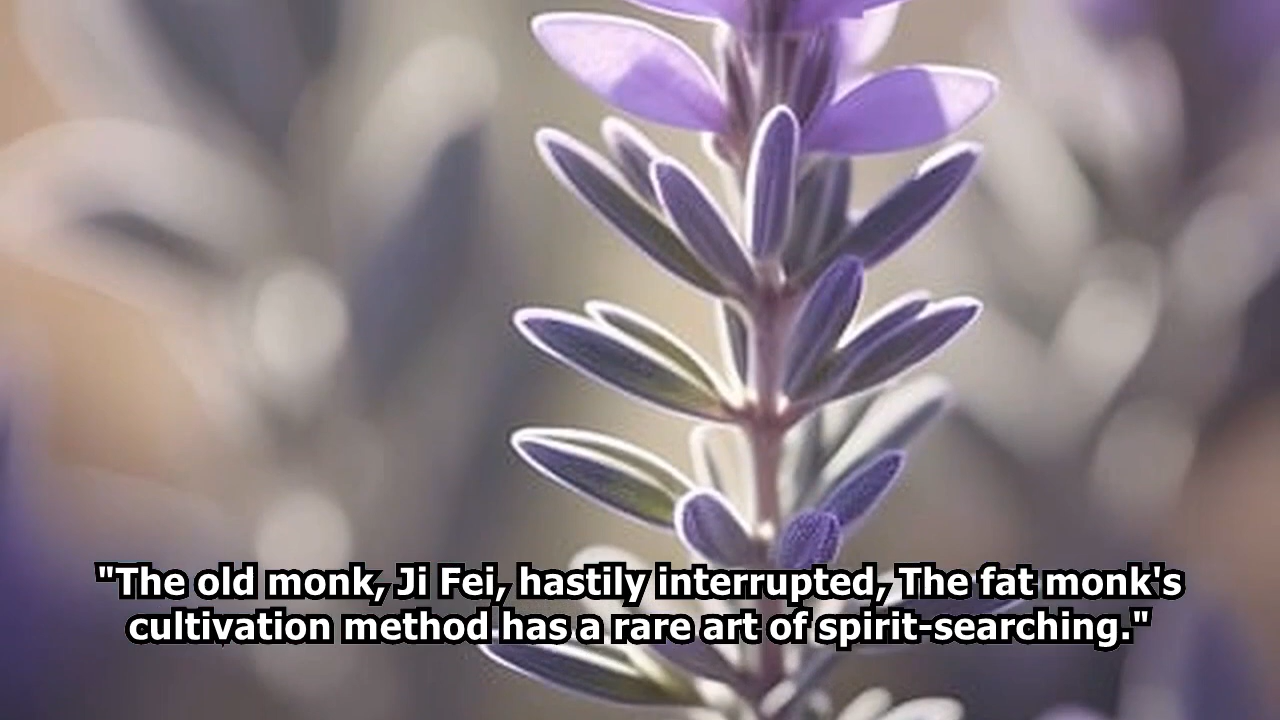 "The old monk, Ji Fei, hastily interrupted, The fat monk's
cultivation method has a rare art of spirit-searching."